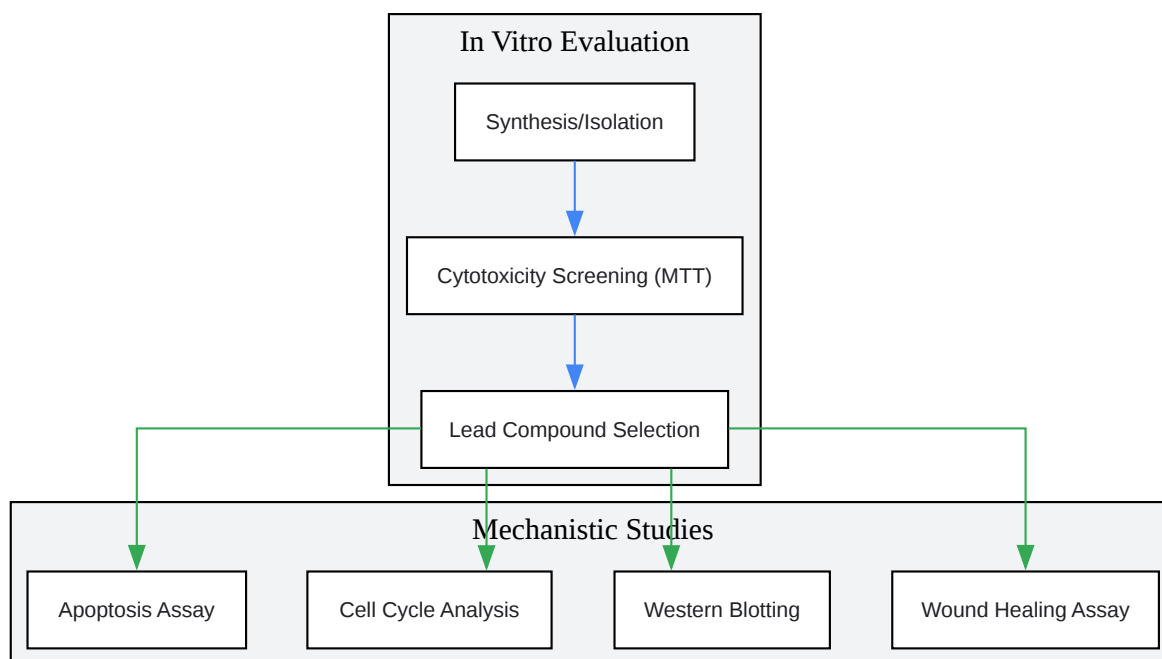 In Vitro Evaluation
Synthesis/Isolation
Cytotoxicity Screening (MTT)
Lead Compound Selection
Mechanistic Studies
Apoptosis Assay
Cell Cycle Analysis
Western Blotting
Wound Healing Assay